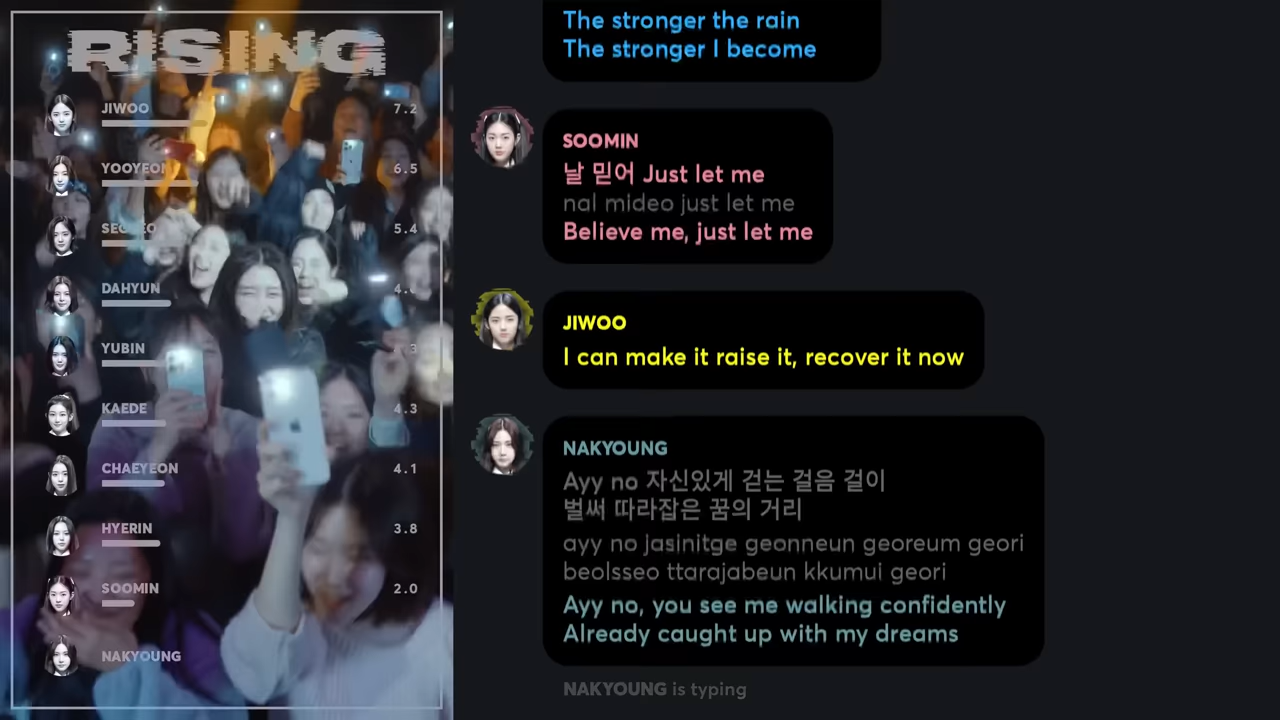 RISING
JIWOO 7.2
YOOYEON 6.5
5.4
DAHYUN
YUBIN
KAEDE 4.3
CHAEYEON 4.1
HYERIN 3.8
SOOMIN 2.0
NAKYOUNG
The stronger the rain
The stronger I become
SOOMIN
날 믿어 Just let me
nal mideo just let me
Believe me, just let me
JIWOO
I can make it raise it, recover it now
NAKYOUNG
Ayy no 자신있게 걷는 걸음 걸이
벌써 따라잡은 꿈의 거리
ayy no jasinitge geonneun georeum geori
beolsseo ttarajabeun kkumui geori
Ayy no, you see me walking confidently
Already caught up with my dreams
NAKYOUNG is typing